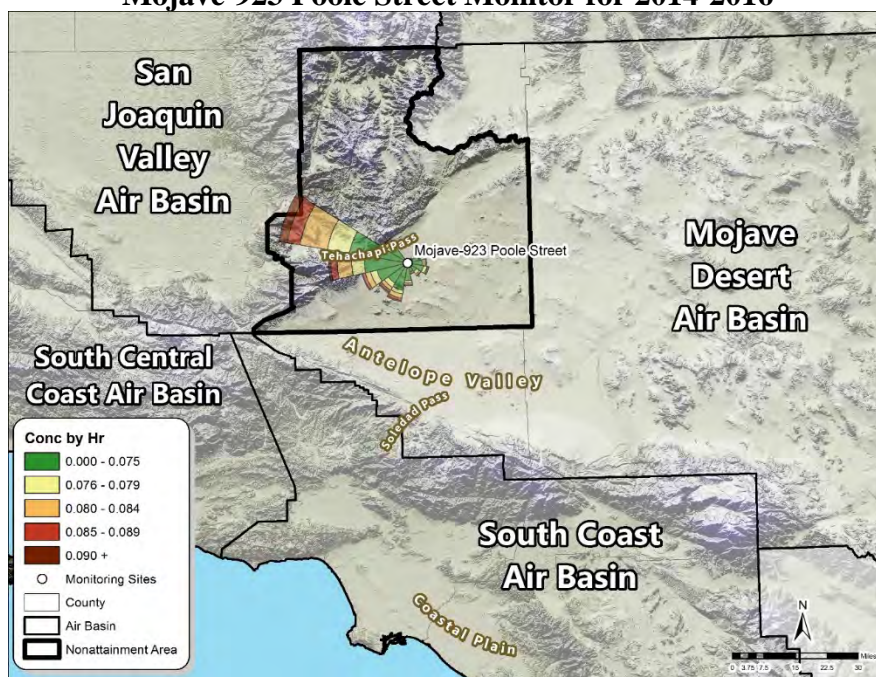 Mojave-923 Poole Street Monitor for 2014-2016
San
Joaquin
Valley
Air Basin
Tehachapi Pass
Mojave-923 Poole Street
Mojave
Desert
Air Basin
South Central
Coast Air Basin
Antelope Valley
Soledad Pass
South Coast
Air Basin
Coastal Plain
Conc by Hr
0.000 - 0.075
0.076 - 0.079
0.080 - 0.084
0.085 - 0.089
0.090 +
Monitoring Sites
County
Air Basin
Nonattainment Area
N
Miles
0 3.75 7.5 15 22.5 30